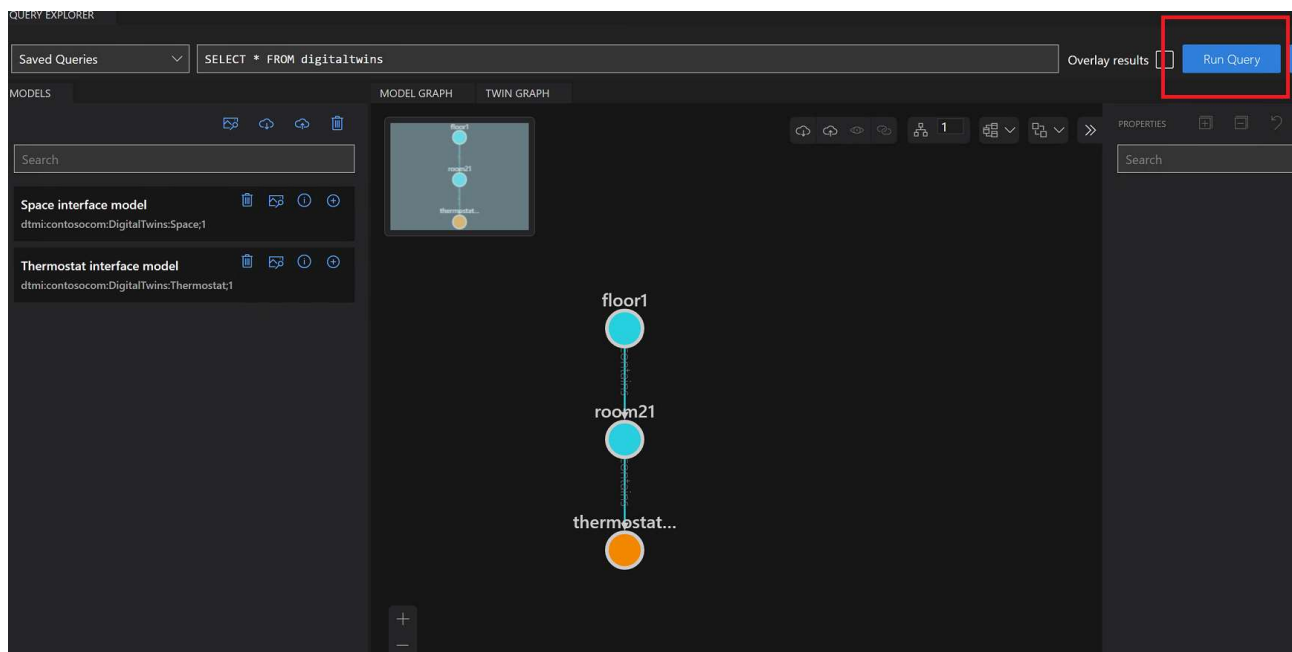 QUERY EXPLORER
Saved Queries
SELECT * FROM digitaltwins
Overlay results
Run Query
MODELS
MODEL GRAPH
TWIN GRAPH
PROPERTIES
Search
Search
1
Space interface model
dtmi:contosocom:DigitalTwins:Space;1
Thermostat interface model
dtmi:contosocom:DigitalTwins:Thermostat;1
floor1
room21
thermostat...
floor1
room21
thermostat...